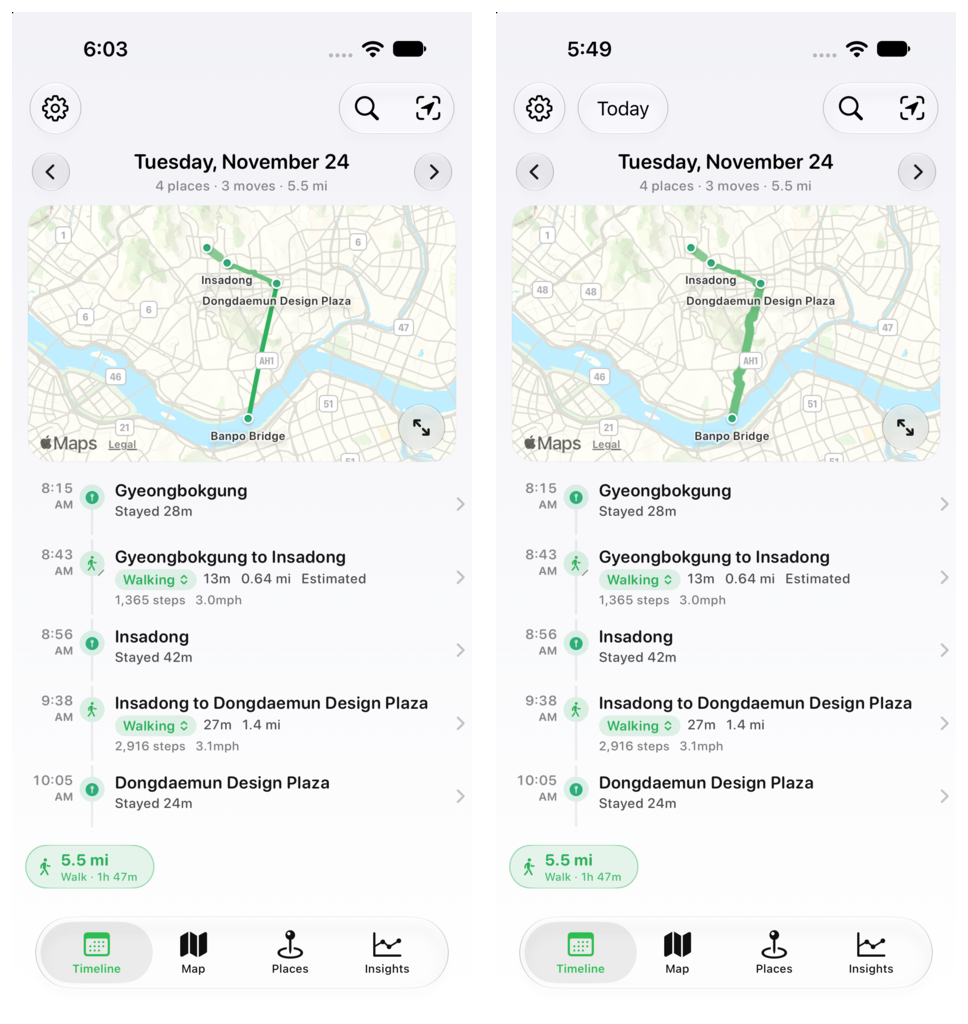 6:03
Tuesday, November 24
4 places · 3 moves · 5.5 mi
1
6
Insadong
Dongdaemun Design Plaza
6
6
47
AH1
46
51
21
Banpo Bridge
Maps
Legal
51
8:15 AM
Gyeongbokgung
Stayed 28m
8:43 AM
Gyeongbokgung to Insadong
Walking 13m 0.64 mi Estimated
1,365 steps 3.0mph
8:56 AM
Insadong
Stayed 42m
9:38 AM
Insadong to Dongdaemun Design Plaza
Walking 27m 1.4 mi
2,916 steps 3.1mph
10:05 AM
Dongdaemun Design Plaza
Stayed 24m
5.5 mi
Walk · 1h 47m
Timeline
Map
Places
Insights
5:49
Today
Tuesday, November 24
4 places · 3 moves · 5.5 mi
1
6
Insadong
48
48
Dongdaemun Design Plaza
47
AH1
46
51
21
Banpo Bridge
Maps
Legal
51
8:15 AM
Gyeongbokgung
Stayed 28m
8:43 AM
Gyeongbokgung to Insadong
Walking 13m 0.64 mi Estimated
1,365 steps 3.0mph
8:56 AM
Insadong
Stayed 42m
9:38 AM
Insadong to Dongdaemun Design Plaza
Walking 27m 1.4 mi
2,916 steps 3.1mph
10:05 AM
Dongdaemun Design Plaza
Stayed 24m
5.5 mi
Walk · 1h 47m
Timeline
Map
Places
Insights